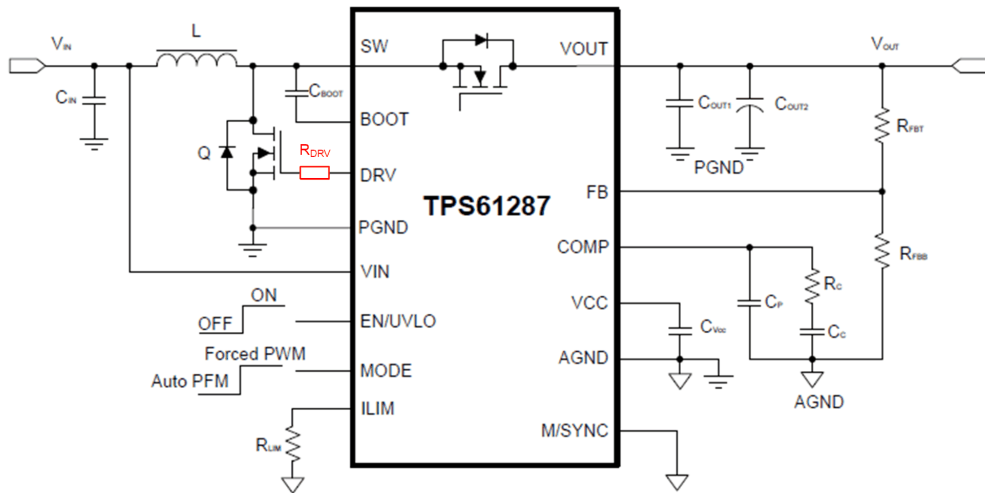 L
VIN
CIN
SW
CBOOT
BOOT
Q
RDRV
DRV
PGND
VIN
ON
OFF
EN/UVLO
Forced PWM
Auto PFM
MODE
ILIM
RLIM
TPS61287
VOUT
VOUT
COUT1
COUT2
RFBT
PGND
FB
RFBB
COMP
CP
RC
CC
VCC
CVcc
AGND
AGND
M/SYNC